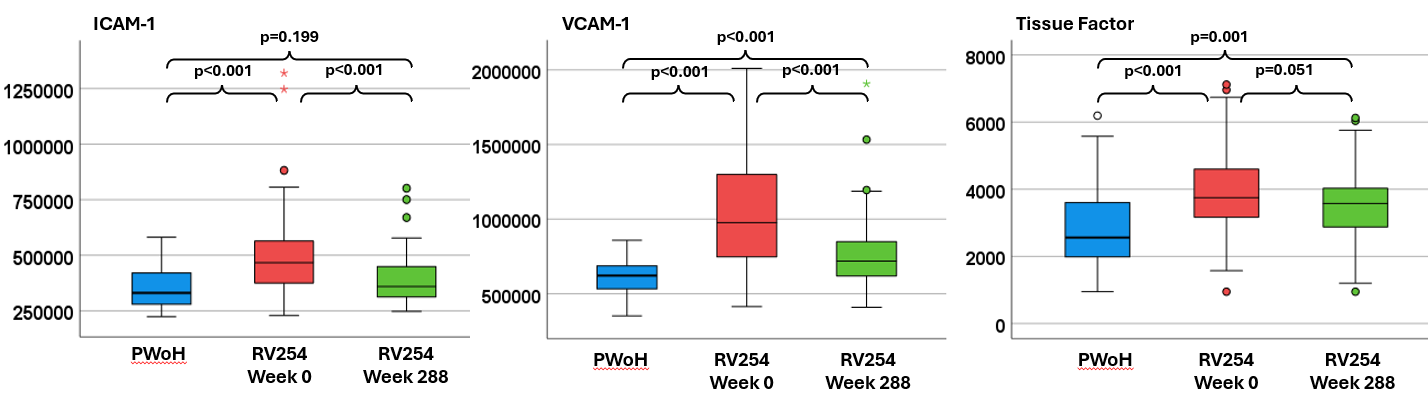 ICAM-1
p=0.199
p<0.001
p<0.001
1250000
1000000
750000
500000
250000
PWoH
RV254
Week 0
RV254
Week 288
VCAM-1
p<0.001
p<0.001
p<0.001
2000000
1500000
1000000
500000
PWoH
RV254
Week 0
RV254
Week 288
Tissue Factor
p=0.001
p<0.001
p=0.051
8000
6000
4000
2000
0
PWoH
RV254
Week 0
RV254
Week 288